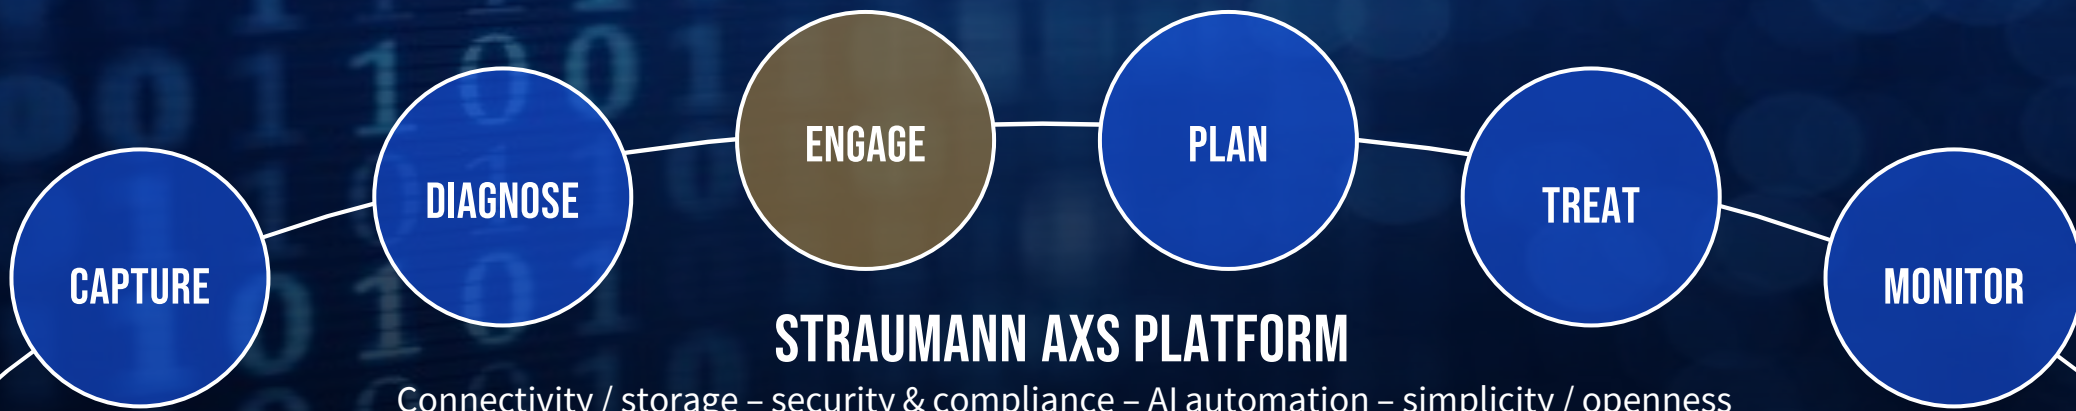 CAPTURE
DIAGNOSE
ENGAGE
PLAN
TREAT
MONITOR
STRAUMANN AXS PLATFORM
Connectivity / storage – security & compliance – AI automation – simplicity / openness